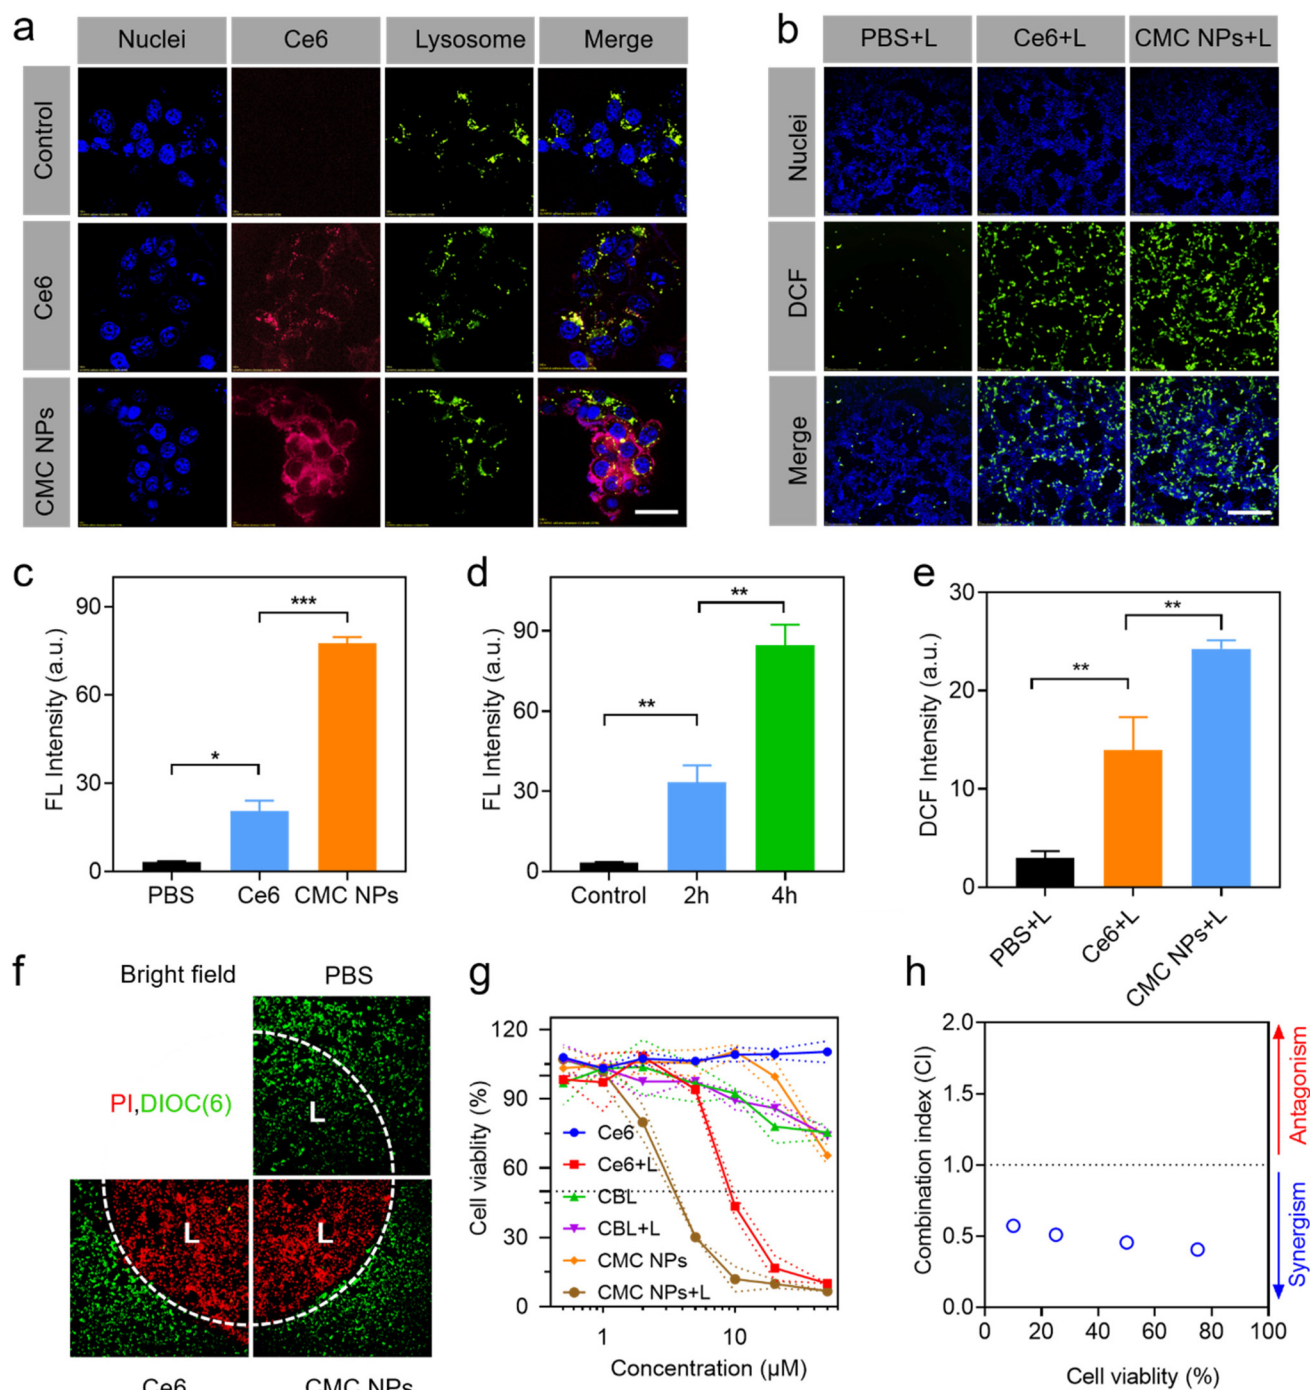 a
Nuclei Ce6 Lysosome Merge
Control
Ce6
CMC NPs
b
PBS+L Ce6+L CMC NPs+L
Nuclei
DCF
Merge
c
FL Intensity (a.u.)
90
60
30
0
*
***
PBS Ce6 CMC NPs
d
FL Intensity (a.u.)
90
60
30
0
**
**
Control 2h 4h
e
DCF Intensity (a.u.)
30
20
10
0
**
**
PBS+L
Ce6+L
CMC NPs+L
f
Bright field PBS
PI,DIOC(6)
L
L
L
Ce6 CMC NPs
g
Cell viablity (%)
120
90
60
30
0
Ce6
Ce6+L
CBL
CBL+L
CMC NPs
CMC NPs+L
1 10
Concentration (μM)
h
Combination index (CI)
2.0
1.5
1.0
0.5
0.0
0 20 40 60 80 100
Cell viablity (%)
Antagonism
Synergism